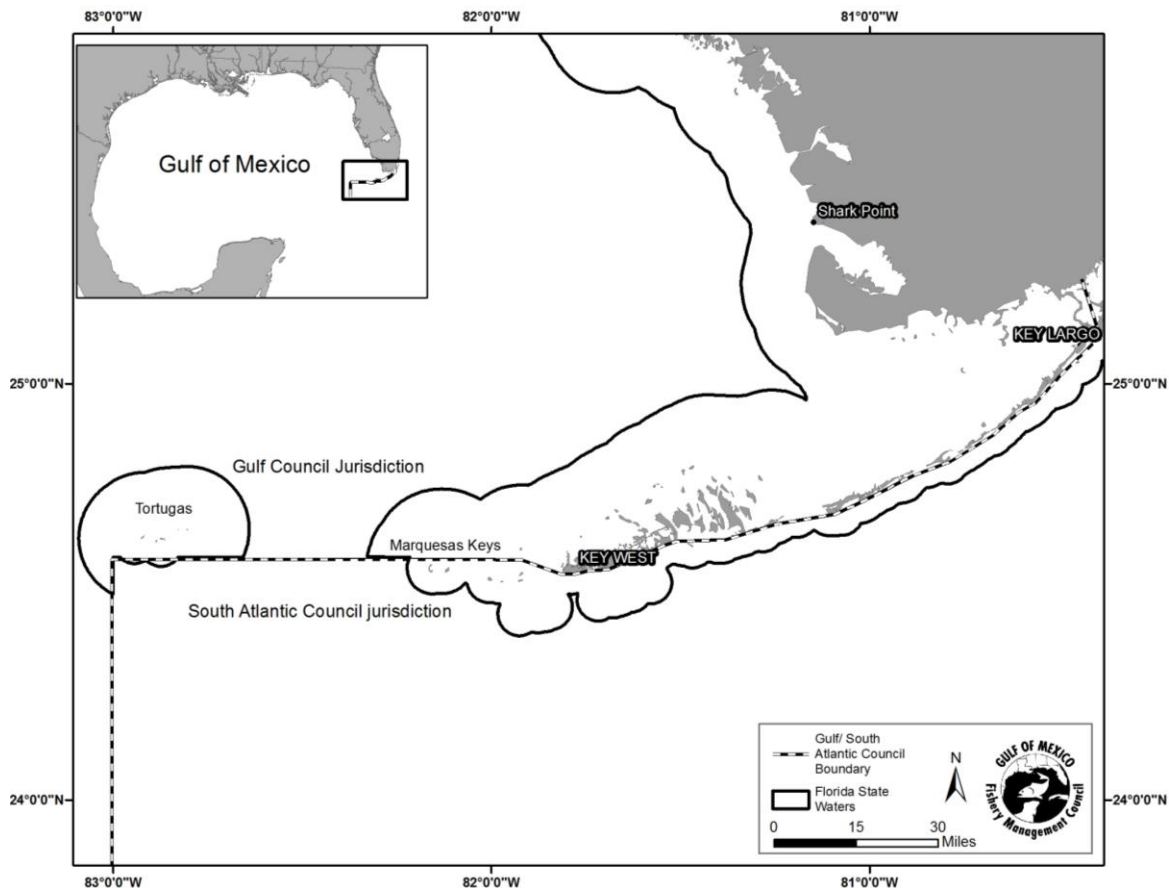 83°0'0"W
82°0'0"W
81°0'0"W
Gulf of Mexico
Shark Point
KEY LARGO
25°0'0"N
25°0'0"N
Gulf Council Jurisdiction
Tortugas
Marquesas Keys
KEY WEST
South Atlantic Council jurisdiction
Gulf/ South
Atlantic Council
Boundary
Florida State
Waters
N
0
15
30
Miles
GULF OF MEXICO
Fishery Management Council
24°0'0"N
24°0'0"N
83°0'0"W
82°0'0"W
81°0'0"W